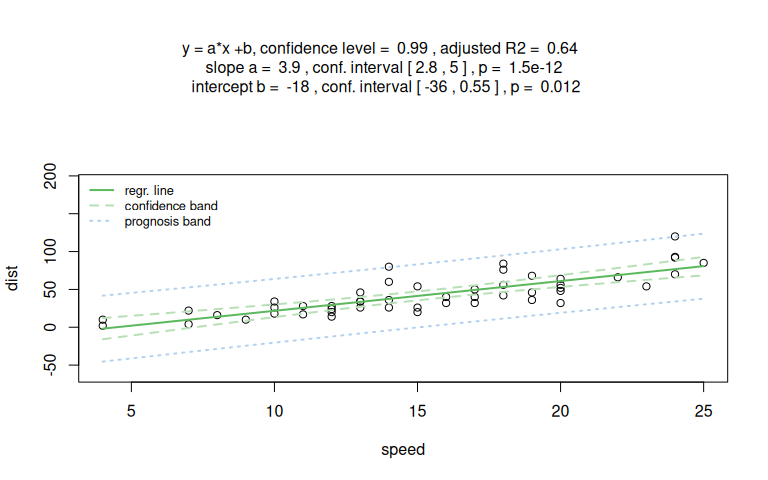 y = a*x +b, confidence level = 0.99 , adjusted R2 = 0.64
slope a = 3.9 , conf. interval [ 2.8 , 5 ] , p = 1.5e-12
intercept b = -18 , conf. interval [ -36 , 0.55 ] , p = 0.012
regr. line
confidence band
prognosis band
200
100
50
0
-50
dist
5 10 15 20 25
speed